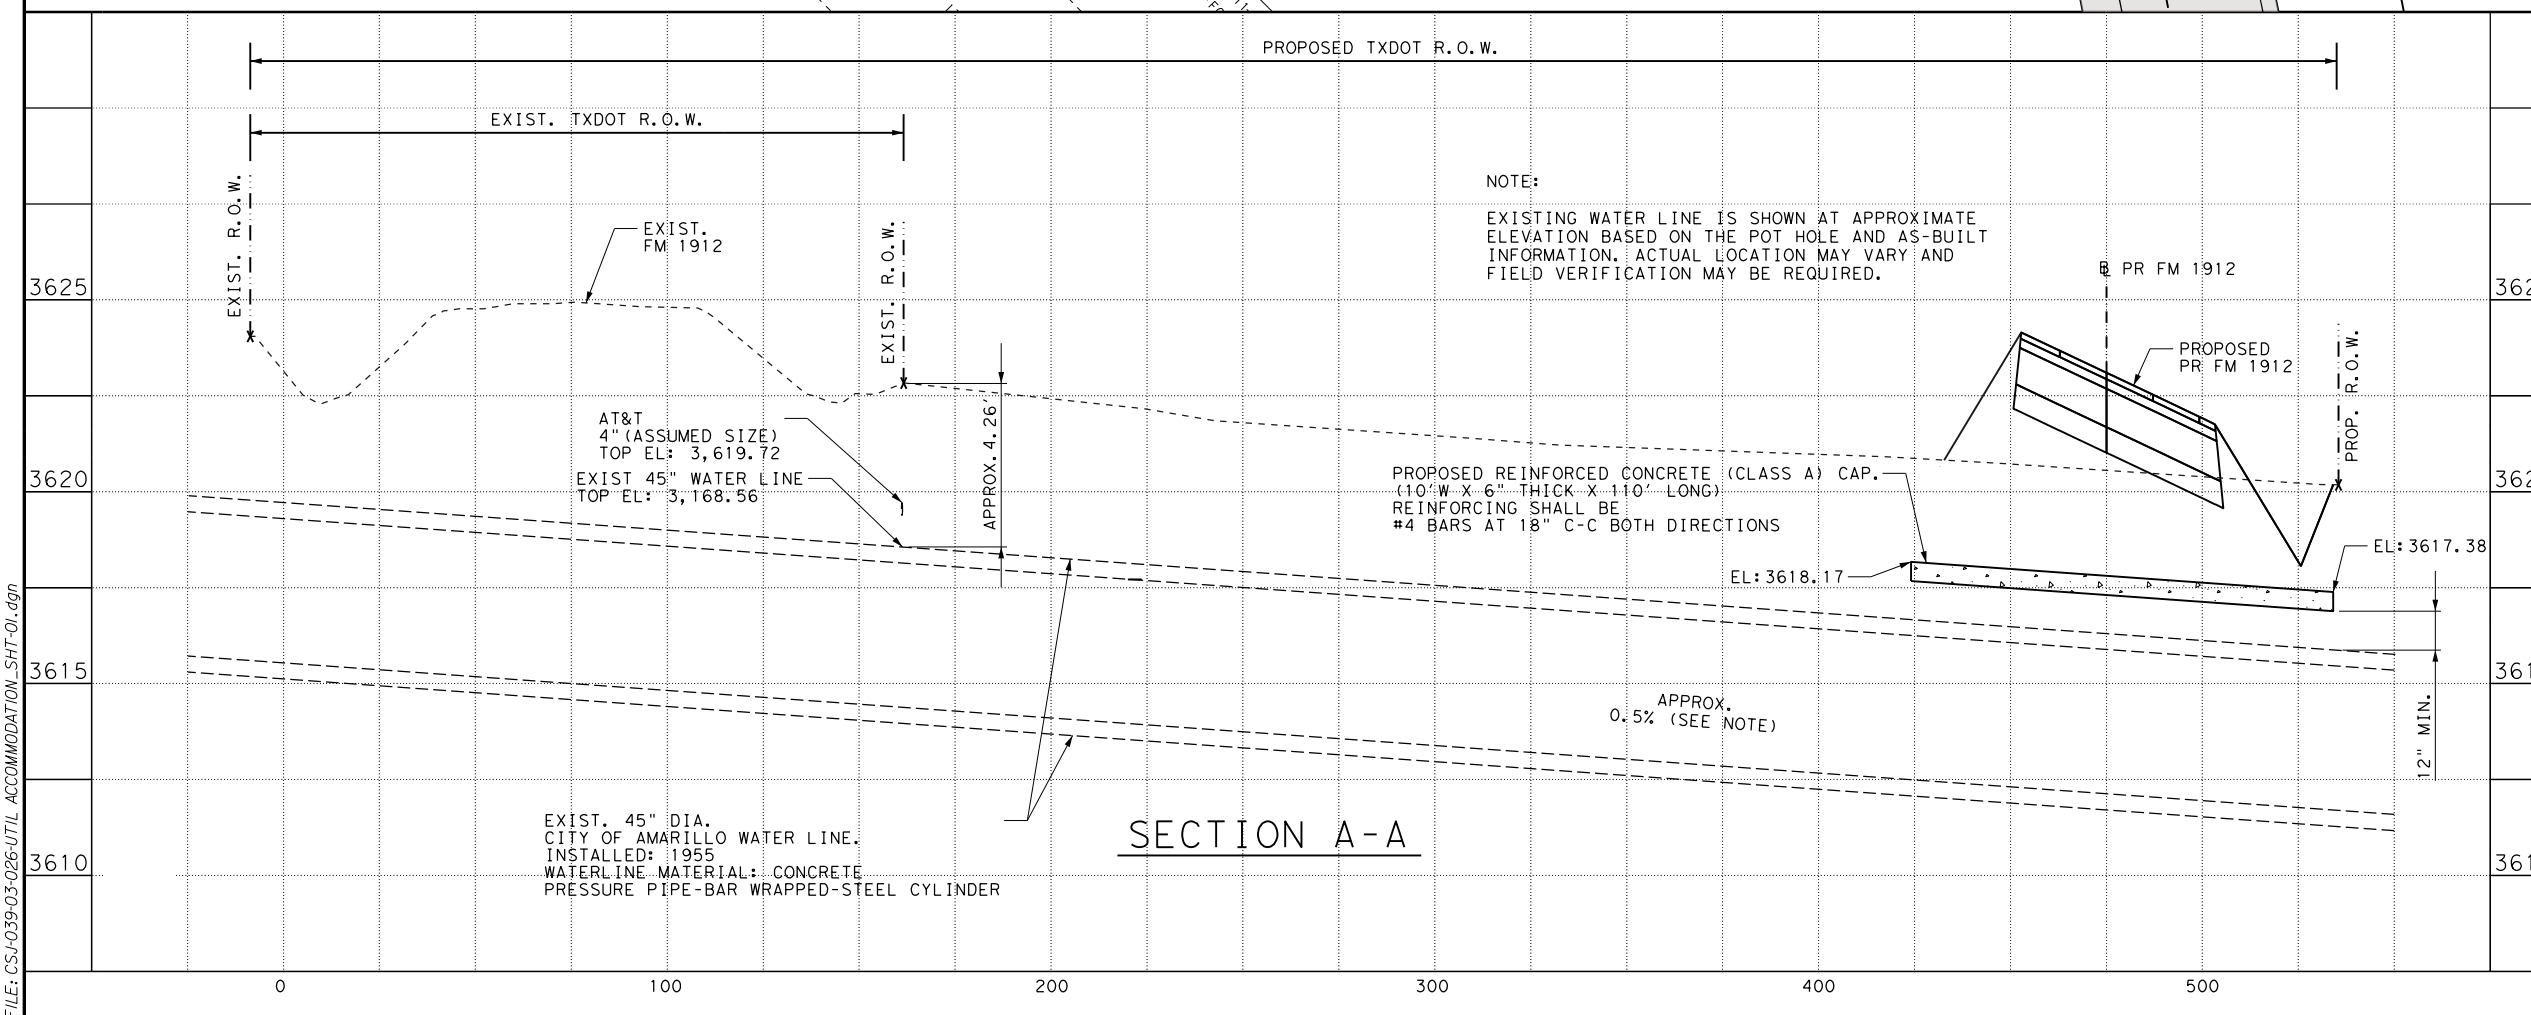 PROPOSED TXDOT R.O.W.
EXIST. TXDOT R.O.W.
EXIST. R.O.W.
EXIST.
FM 1912
EXIST. R.O.W.
NOTE:
EXISTING WATER LINE IS SHOWN AT APPROXIMATE
ELEVATION BASED ON THE POT HOLE AND AS-BUILT
INFORMATION. ACTUAL LOCATION MAY VARY AND
FIELD VERIFICATION MAY BE REQUIRED.
PR FM 1912
PROPOSED
PR FM 1912
PROP. R.O.W.
3625
3620
3615
3610
362
362
361
361
AT&T
4"(ASSUMED SIZE)
TOP EL: 3,619.72
EXIST 45" WATER LINE
TOP EL: 3,168.56
APPROX. 4.26'
PROPOSED REINFORCED CONCRETE (CLASS A) CAP.
(10'W X 6" THICK X 110' LONG)
REINFORCING SHALL BE
#4 BARS AT 18" C-C BOTH DIRECTIONS
EL:3618.17
EL:3617.38
12" MIN.
APPROX.
0.5% (SEE NOTE)
EXIST. 45" DIA.
CITY OF AMARILLO WATER LINE.
INSTALLED: 1955
WATERLINE MATERIAL: CONCRETE
PRESSURE PIPE-BAR WRAPPED-STEEL CYLINDER
SECTION A-A
0 100 200 300 400 500
FILE: CSJ-039-03-026-UTIL ACCOMMODATION_SHT-01.dgn